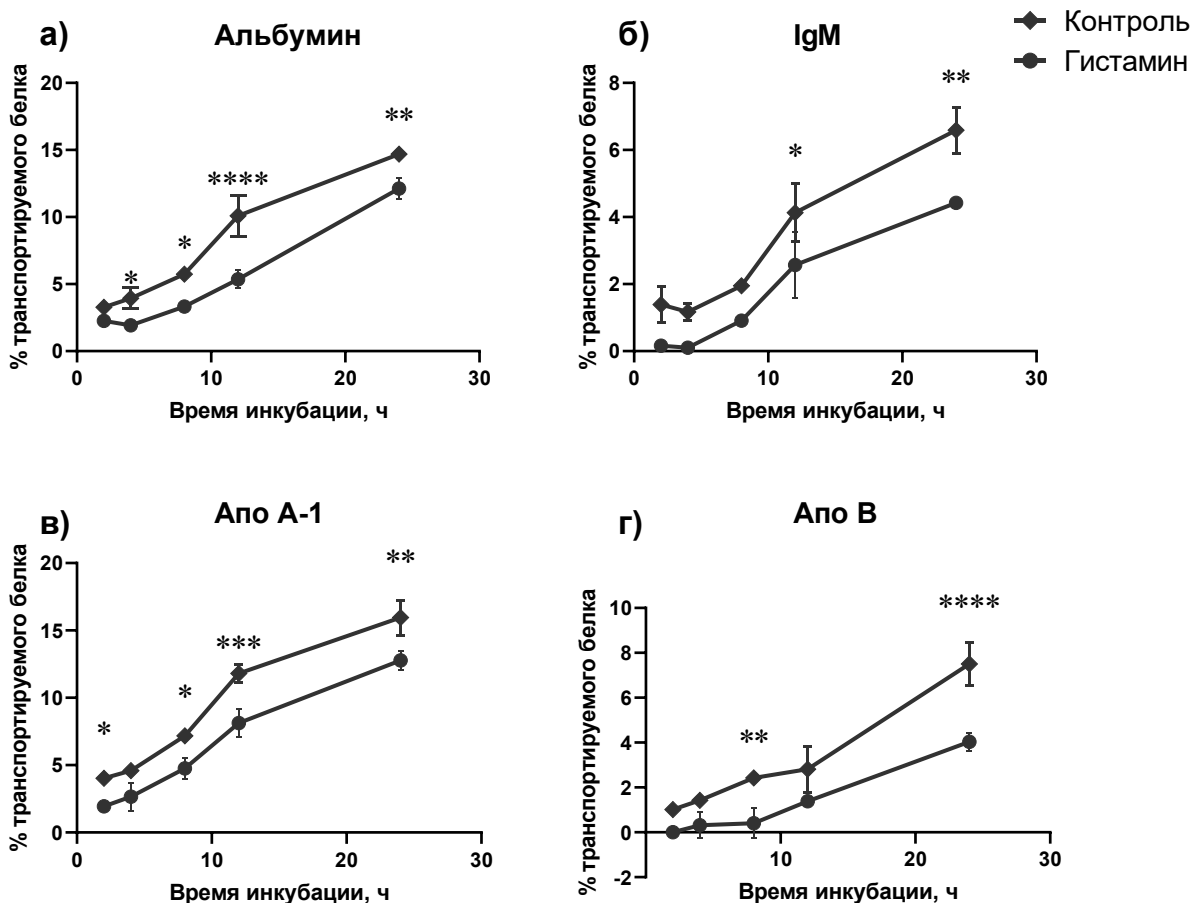 Контроль
Гистамин
а)
Альбумин
% транспортируемого белка
20
15
10
5
0
*
*
****
**
0
10
20
30
Время инкубации, ч
б)
IgM
% транспортируемого белка
8
6
4
2
0
*
**
0
10
20
30
Время инкубации, ч
в)
Апо А-1
% транспортируемого белка
20
15
10
5
0
*
*
***
**
0
10
20
30
Время инкубации, ч
г)
Апо В
% транспортируемого белка
10
8
6
4
2
0
-2
**
****
10
20
30
Время инкубации, ч